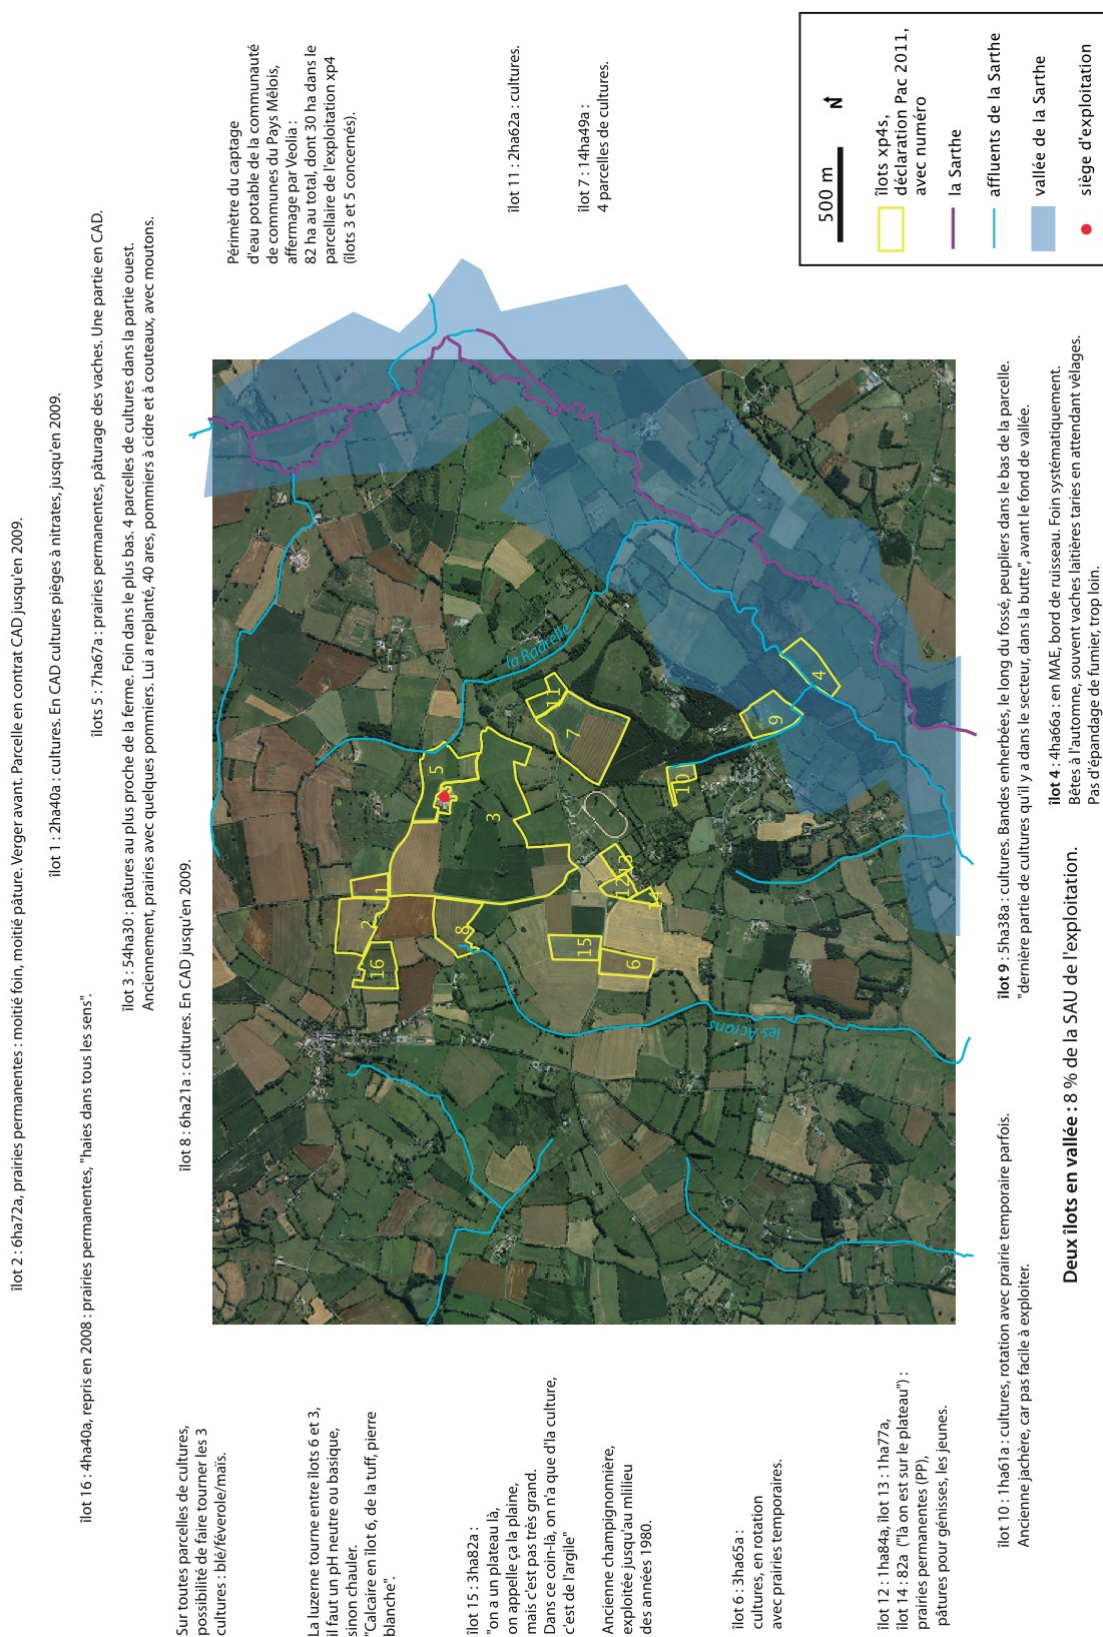 îlot 2 : 6ha72a, prairies permanentes : moitié foin, moitié pâture. Verger avant. Parcelle en contrat CAD jusqu'en 2009.
îlot 1 : 2ha40a : cultures. En CAD cultures pièges à nitrates, jusqu'en 2009.
îlot 16 : 4ha40a, repris en 2008 : prairies permanentes, "haies dans tous les sens".
îlots 5 : 7ha67a : prairies permanentes, pâturage des vaches. Une partie en CAD.
îlot 3 : 54ha30 : pâtures au plus proche de la ferme. Foin dans le plus bas. 4 parcelles de cultures dans la partie ouest.
Anciennement, prairies avec quelques pommiers. Lui a replanté, 40 ares, pommiers à cidre et à couteaux, avec moutons.
îlot 8 : 6ha21a : cultures. En CAD jusqu'en 2009.
Périmètre du captage
d'eau potable de la communauté
de communes du Pays Mêlois,
affermage par Veolia :
82 ha au total, dont 30 ha dans le
parcellaire de l'exploitation xp4
(îlots 3 et 5 concernés).
îlot 11 : 2ha62a : cultures.
îlot 7 : 14ha49a :
4 parcelles de cultures.
Sur toutes parcelles de cultures,
possibilité de faire tourner les 3
cultures : blé/féverole/maïs.
La luzerne tourne entre îlots 6 et 3,
il faut un pH neutre ou basique,
sinon chauler.
"Calcaire en îlot 6, de la tuff, pierre
blanche".
îlot 15 : 3ha82a :
"on a un plateau là,
on appelle ça la plaine,
mais c'est pas très grand.
Dans ce coin-là, on n'a que d'la culture,
c'est de l'argile"
Ancienne champignonnière,
exploitée jusqu'au mlilieu
des années 1980.
îlot 6 : 3ha65a :
cultures, en rotation
avec prairies temporaires.
îlot 12 : 1ha84a, îlot 13 : 1ha77a,
îlot 14 : 82a ("là on est sur le plateau") :
prairies permanentes (PP),
pâtures pour génisses, les jeunes.
16
2
1
8
5
3
15
6
12
13
14
7
11
10
9
4
la Radrelle
les Acrans
îlot 10 : 1ha61a : cultures, rotation avec prairie temporaire parfois.
Ancienne jachère, car pas facile à exploiter.
îlot 9 : 5ha38a : cultures. Bandes enherbées, le long du fossé, peupliers dans le bas de la parcelle.
"dernière partie de cultures qu'il y a dans le secteur, dans la butte", avant le fond de vallée.
îlot 4 : 4ha66a : en MAE, bord de ruisseau. Foin systématiquement.
Bêtes à l'automne, souvent vaches laitières taries en attendant vêlages.
Pas d'épandage de fumier, trop loin.
Deux îlots en vallée : 8 % de la SAU de l'exploitation.
500 m
N
îlots xp4s,
déclaration Pac 2011,
avec numéro
la Sarthe
affluents de la Sarthe
vallée de la Sarthe
siège d'exploitation